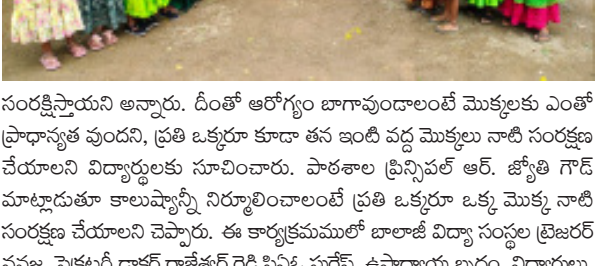 సంరక్షిస్తాయని అన్నారు. దీంతో ఆరోగ్యం బాగావుండాలంటే మొక్కలకు ఎంతో
ప్రాధాన్యత వుందని, ప్రతి ఒక్కరూ కూడా తన ఇంటి వద్ద మొక్కలు నాటి సంరక్షణ
చేయాలని విద్యార్థులకు సూచించారు. పాఠశాల ప్రిన్సిపల్ ఆర్. జ్యోతి గౌడ్
మాట్లాడుతూ కాలుష్యాన్ని నిర్మూలించాలంటే ప్రతి ఒక్కరూ ఒక్క మొక్క నాటి
సంరక్షణ చేయాలని చెప్పారు. ఈ కార్యక్రమములో బాలాజీ విద్యా సంస్థల ట్రెజరర్